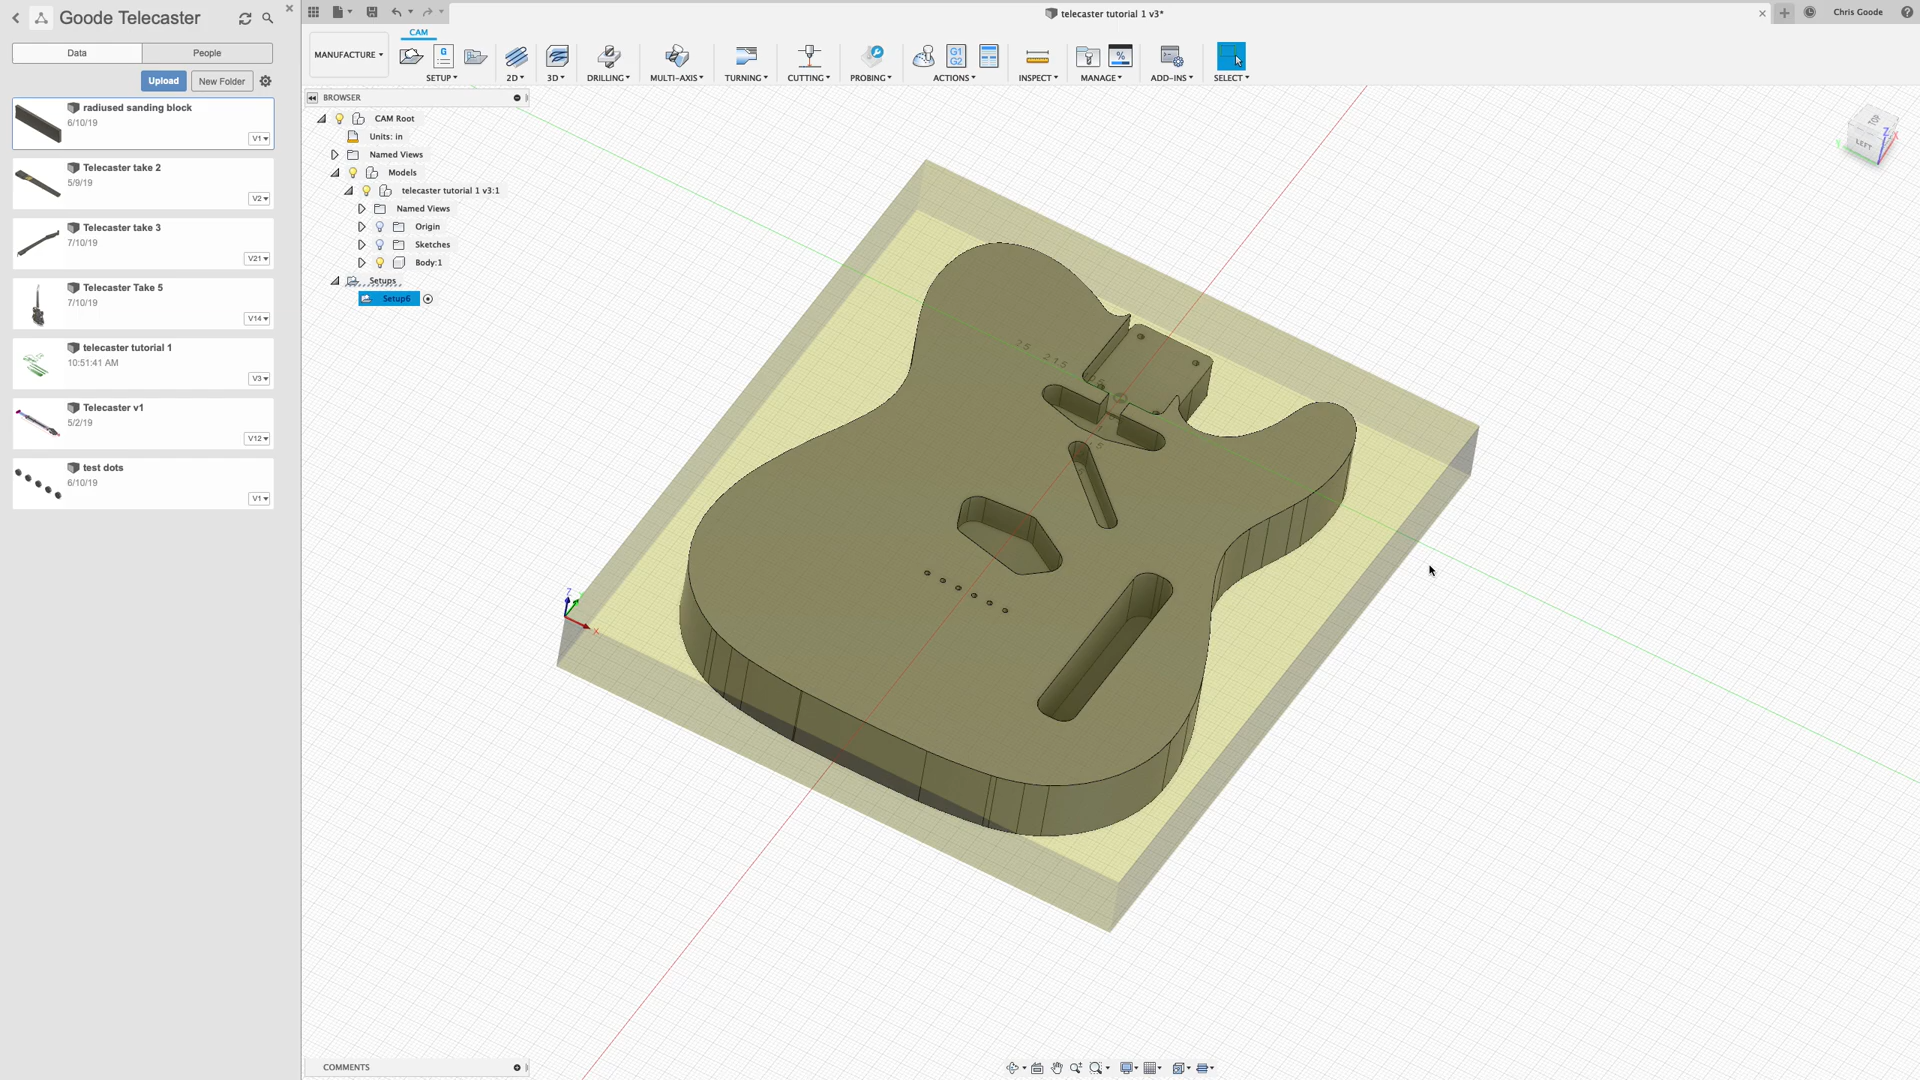 Goode Telecaster
Data
People
Upload
New Folder
radiused sanding block
6/10/19
V1
Telecaster take 2
5/9/19
V2
Telecaster take 3
7/10/19
V21
Telecaster Take 5
7/10/19
V14
telecaster tutorial 1
10:51:41 AM
V3
Telecaster v1
5/2/19
V12
test dots
6/10/19
V1
telecaster tutorial 1 v3*
Chris Goode
CAM
MANUFACTURE
G
G1
G2
%
SETUP
2D
3D
DRILLING
MULTI-AXIS
TURNING
CUTTING
PROBING
ACTIONS
INSPECT
MANAGE
ADD-INS
SELECT
BROWSER
CAM Root
Units: in
Named Views
Models
telecaster tutorial 1 v3:1
Named Views
Origin
Sketches
Body:1
Setups
Setup6
TOP
LEFT
Z
X
Y
Z
X
COMMENTS